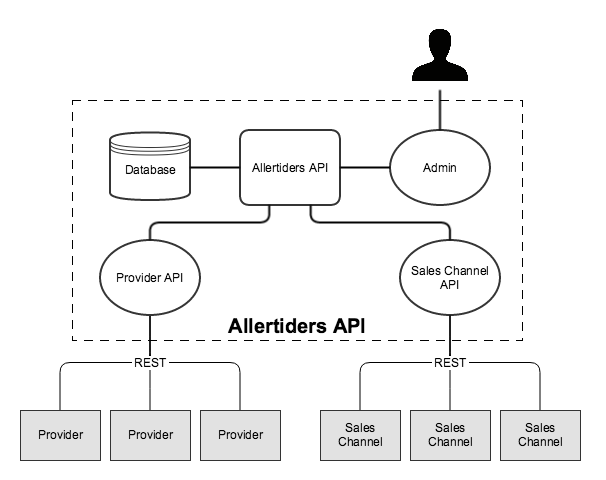 Database
Allertiders API
Admin
Provider API
Sales Channel
API
Allertiders API
REST
REST
Provider
Provider
Provider
Sales
Channel
Sales
Channel
Sales
Channel